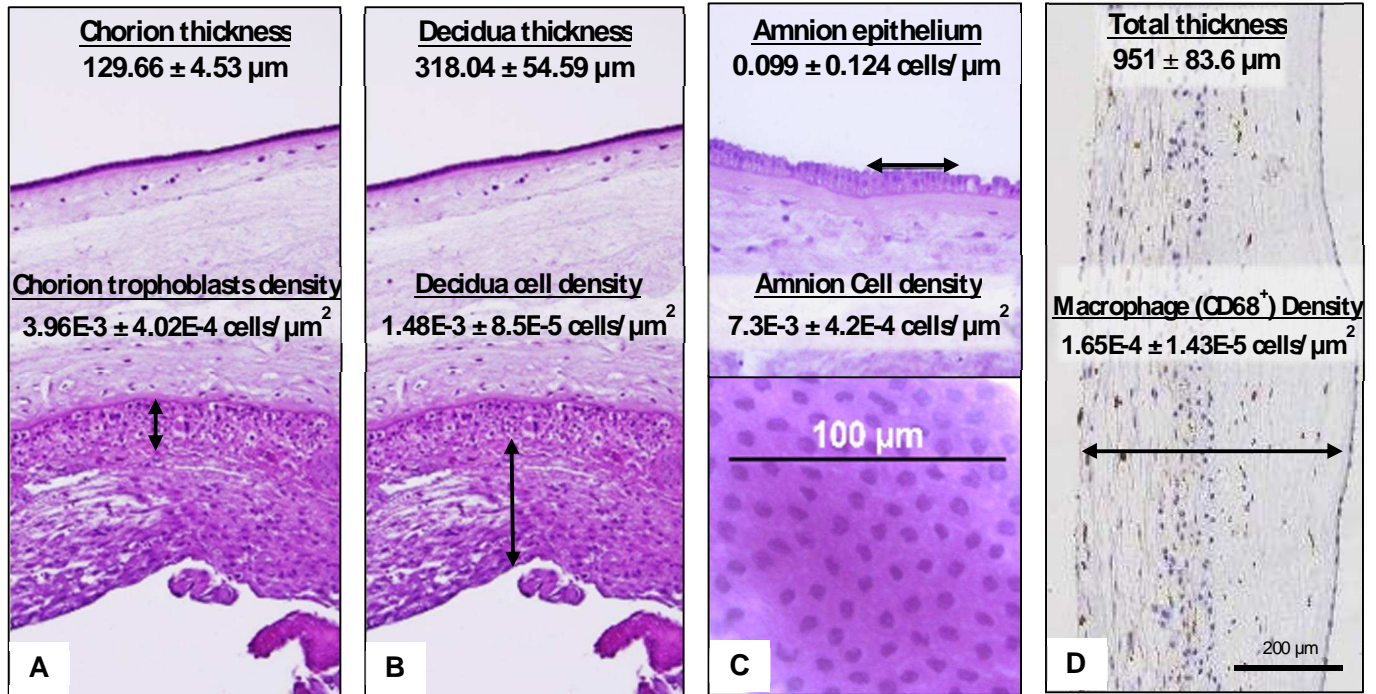 Chorion thickness
129.66 ± 4.53 µm
Chorion trophoblasts density
3.96E-3 ± 4.02E-4 cells/µm²
A
Decidua thickness
318.04 ± 54.59 µm
Decidua cell density
1.48E-3 ± 8.5E-5 cells/µm²
B
Amnion epithelium
0.099 ± 0.124 cells/µm
Amnion Cell density
7.3E-3 ± 4.2E-4 cells/µm²
100 µm
C
Total thickness
951 ± 83.6 µm
Macrophage (CD68⁺) Density
1.65E-4 ± 1.43E-5 cells/µm²
200 µm
D